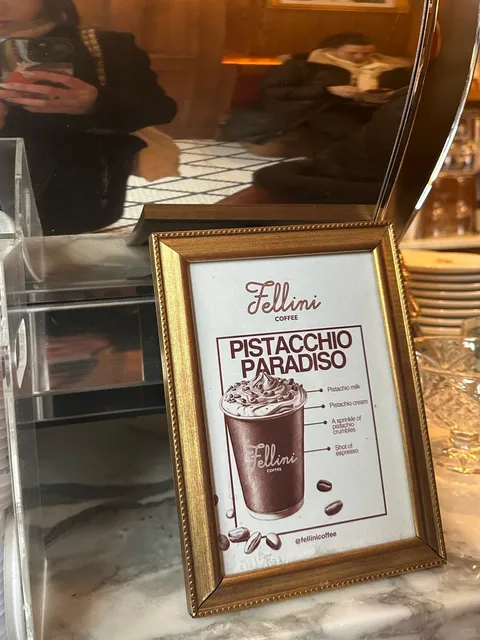 Fellini
COFFEE
PISTACCHIO
PARADISO
Pistachio milk
Pistachio cream
A sprinkle of
pistachio
crumbles
Shot of
espresso
Fellini
COFFEE
@fellinicoffee